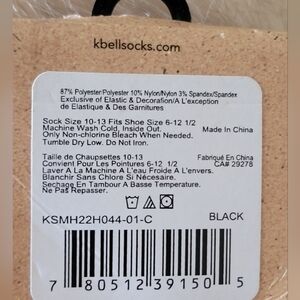 kbellsocks.com
87% Polyester/Polyester 10% Nylon/Nylon 3% Spandex/Spandex
Exclusive of Elastic & Decoration/A L'exception
de Elastique & Des Garnitures
Sock Size 10-13 Fits Shoe Size 6-12 1/2
Machine Wash Cold, Inside Out. Made In China
Only Non-chlorine Bleach When Needed.
Tumble Dry Low. Do Not Iron.
Taille de Chaupsettes 10-13 Fabriqué En China
Convient Pour Les Pointures 6-12 1/2 CA# 29278
Laver A La Machine A L'eau Froide A L'envers.
Blanchir Sans Chlore Si Nécesaire.
Sechage En Tambour A Basse Temperature.
Ne Pas Repasser.
KSMH22H044-01-C BLACK
7 80512 39150 5